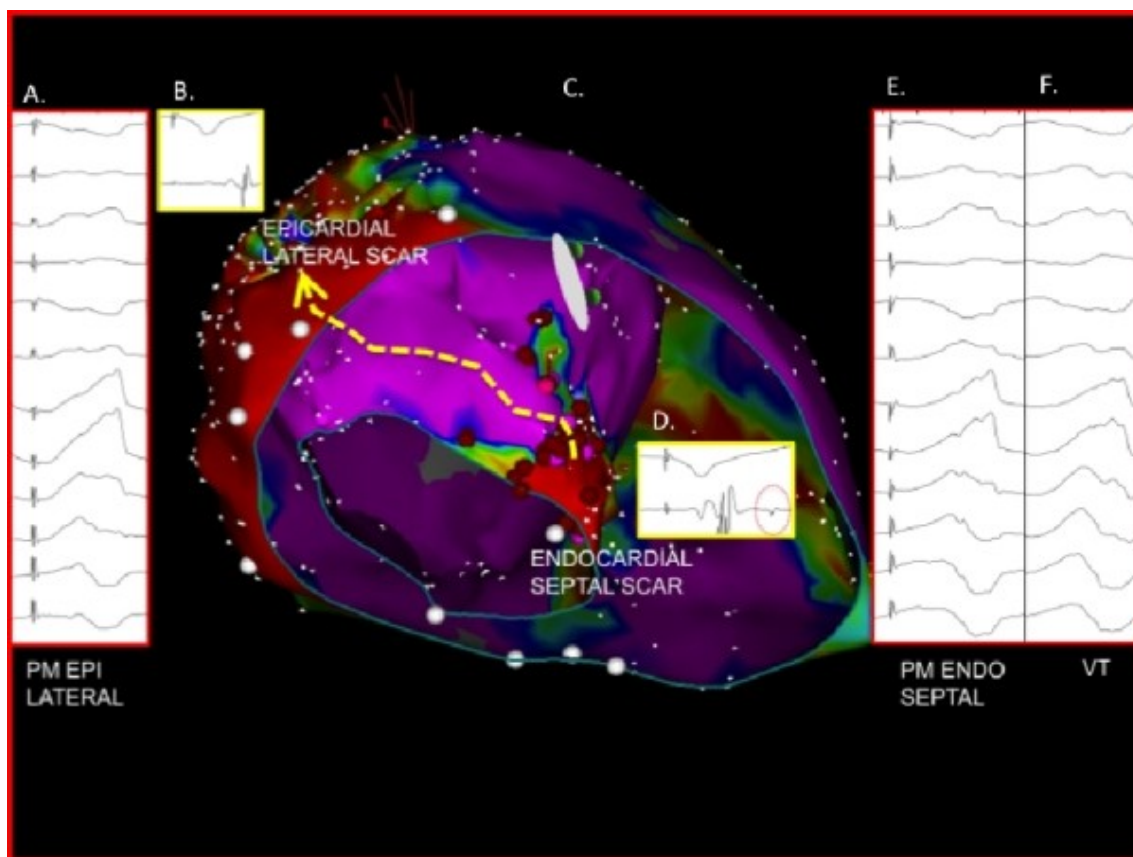 A.
B.
C.
E.
F.
EPICARDIAL
LATERAL SCAR
D.
ENDOCARDIAL
SEPTAL SCAR
PM EPI
LATERAL
PM ENDO
SEPTAL
VT